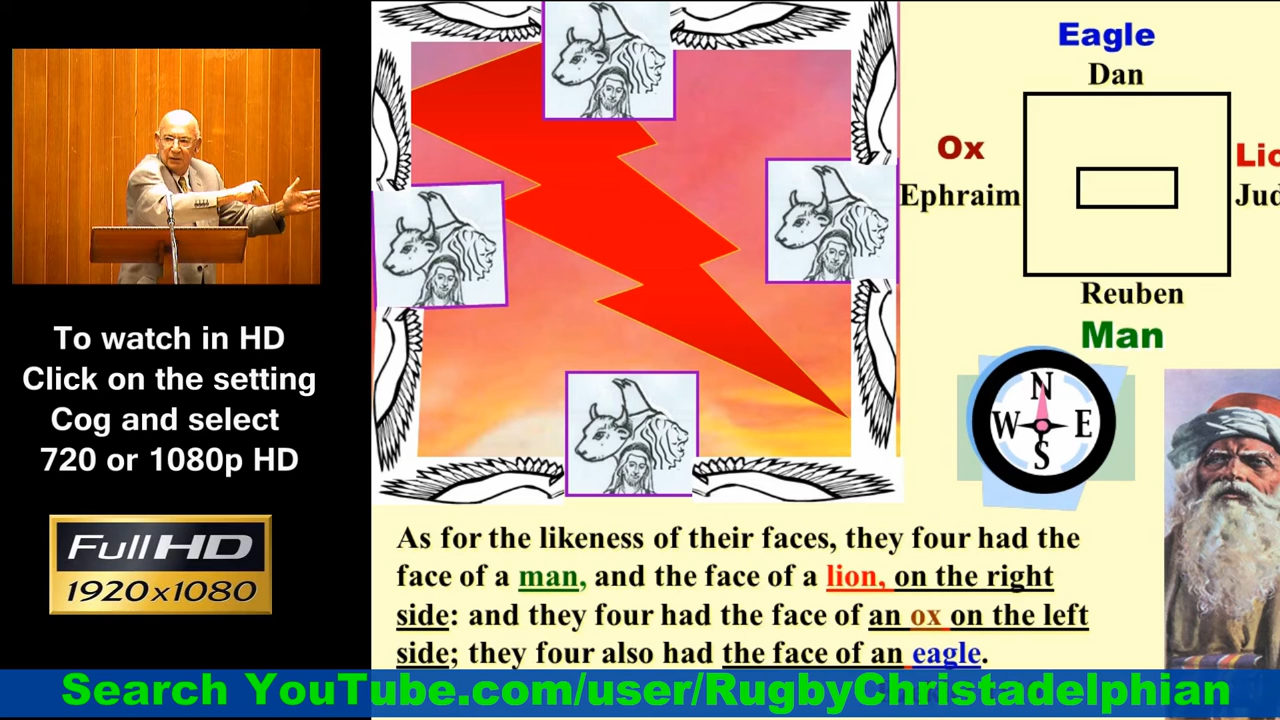 To watch in HD
Click on the setting
Cog and select
720 or 1080p HD
Full HD
1920x1080
Eagle
Dan
Ox
Ephraim
Lio
Jud
Reuben
Man
N
W E
S
As for the likeness of their faces, they four had the
face of a man, and the face of a lion, on the right
side: and they four had the face of an ox on the left
side; they four also had the face of an eagle.
Search YouTube.com/user/RugbyChristadelphian